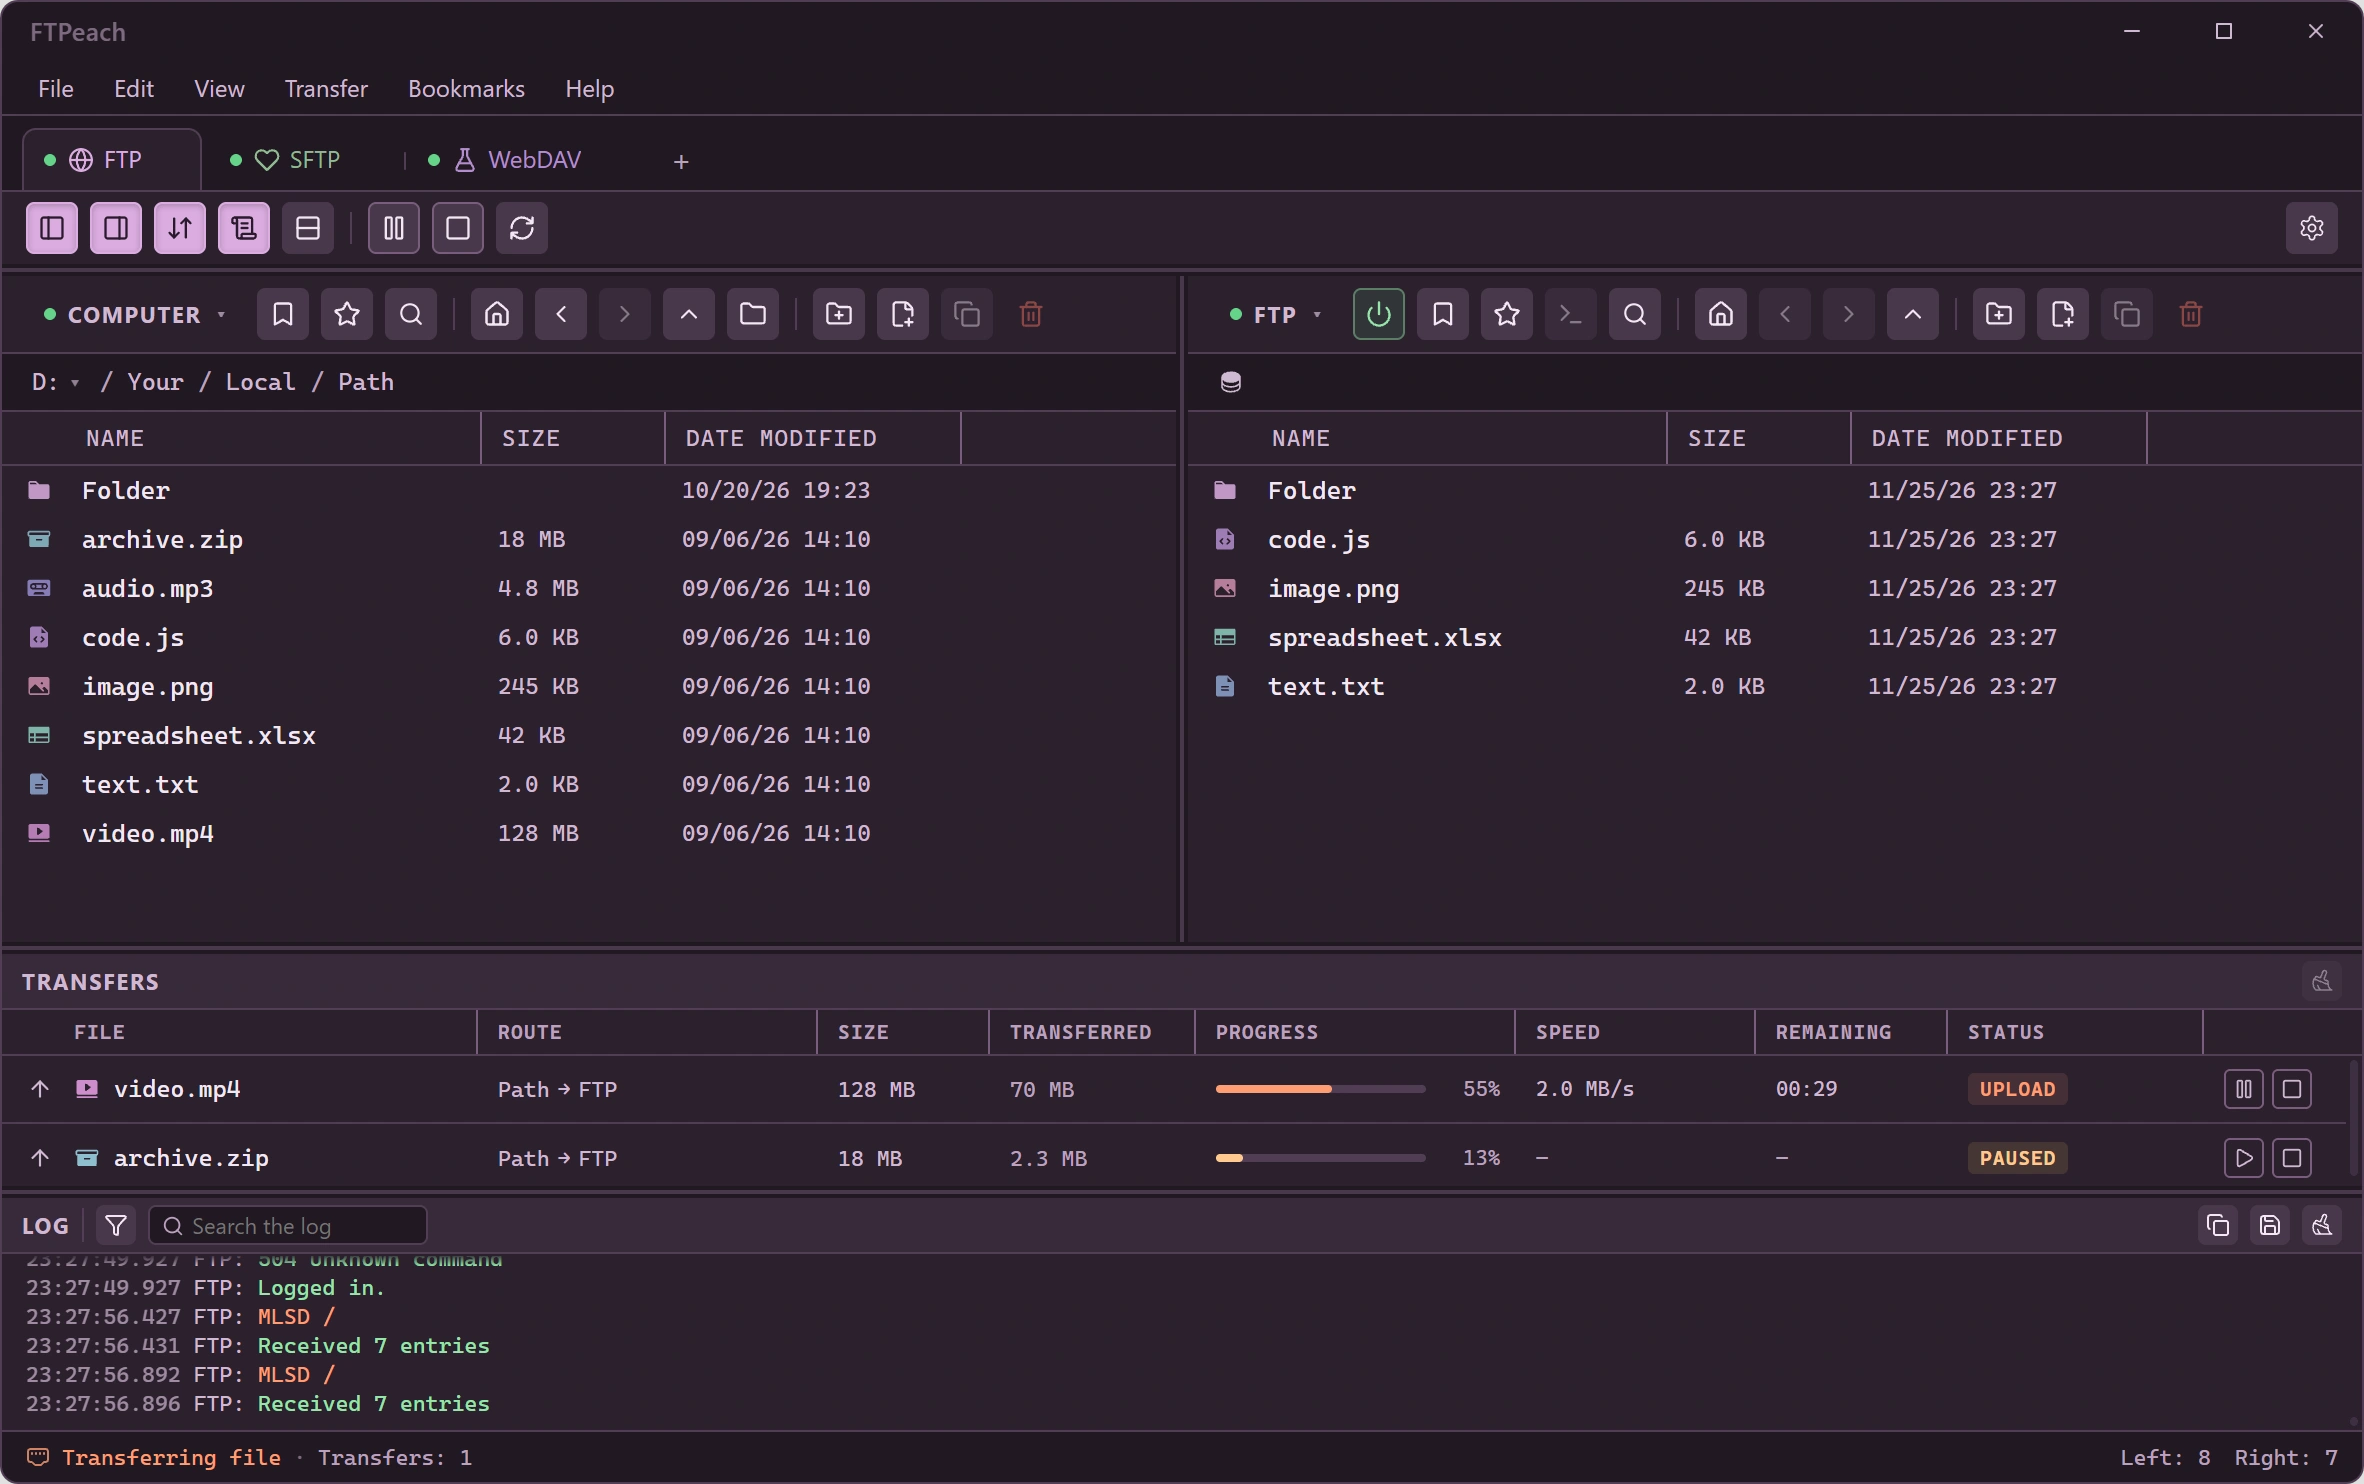 FTPeach
File Edit View Transfer Bookmarks Help
FTP SFTP WebDAV +
COMPUTER
FTP
D: / Your / Local / Path
NAME SIZE DATE MODIFIED
Folder 10/20/26 19:23
archive.zip 18 MB 09/06/26 14:10
audio.mp3 4.8 MB 09/06/26 14:10
code.js 6.0 KB 09/06/26 14:10
image.png 245 KB 09/06/26 14:10
spreadsheet.xlsx 42 KB 09/06/26 14:10
text.txt 2.0 KB 09/06/26 14:10
video.mp4 128 MB 09/06/26 14:10
NAME SIZE DATE MODIFIED
Folder 11/25/26 23:27
code.js 6.0 KB 11/25/26 23:27
image.png 245 KB 11/25/26 23:27
spreadsheet.xlsx 42 KB 11/25/26 23:27
text.txt 2.0 KB 11/25/26 23:27
TRANSFERS
FILE ROUTE SIZE TRANSFERRED PROGRESS SPEED REMAINING STATUS
video.mp4 Path → FTP 128 MB 70 MB 55% 2.0 MB/s 00:29 UPLOAD
archive.zip Path → FTP 18 MB 2.3 MB 13% — — PAUSED
LOG Search the log
23:27:49.927 FTP: 504 Unknown command
23:27:49.927 FTP: Logged in.
23:27:56.427 FTP: MLSD /
23:27:56.431 FTP: Received 7 entries
23:27:56.892 FTP: MLSD /
23:27:56.896 FTP: Received 7 entries
Transferring file · Transfers: 1
Left: 8 Right: 7